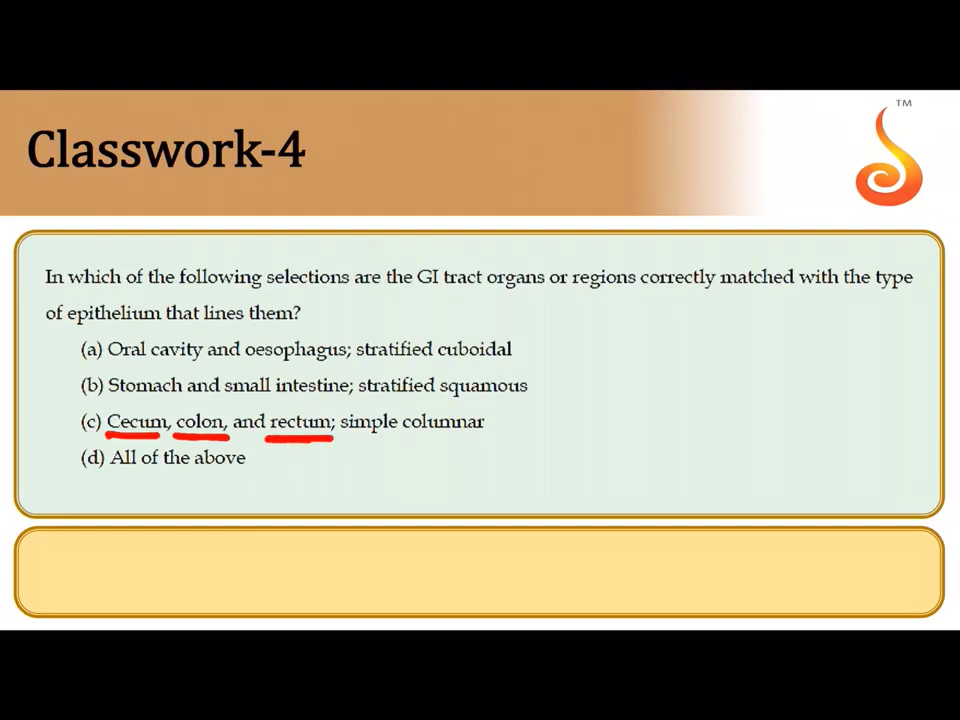 TM
Classwork-4
In which of the following selections are the GI tract organs or regions correctly matched with the type
of epithelium that lines them?
(a) Oral cavity and oesophagus; stratified cuboidal
(b) Stomach and small intestine; stratified squamous
(c) Cecum, colon, and rectum; simple columnar
(d) All of the above